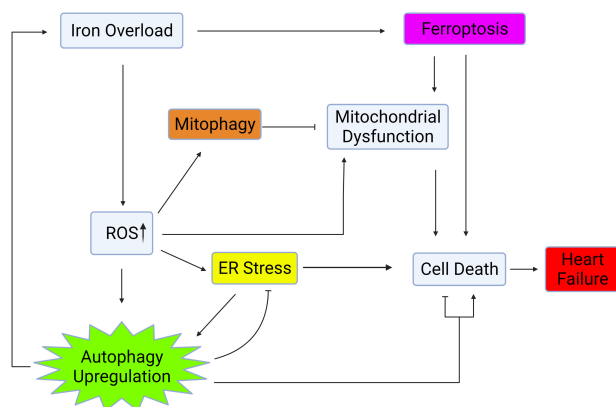 Iron Overload
Ferroptosis
Mitophagy
Mitochondrial
Dysfunction
ROS
ER Stress
Cell Death
Heart
Failure
Autophagy
Upregulation